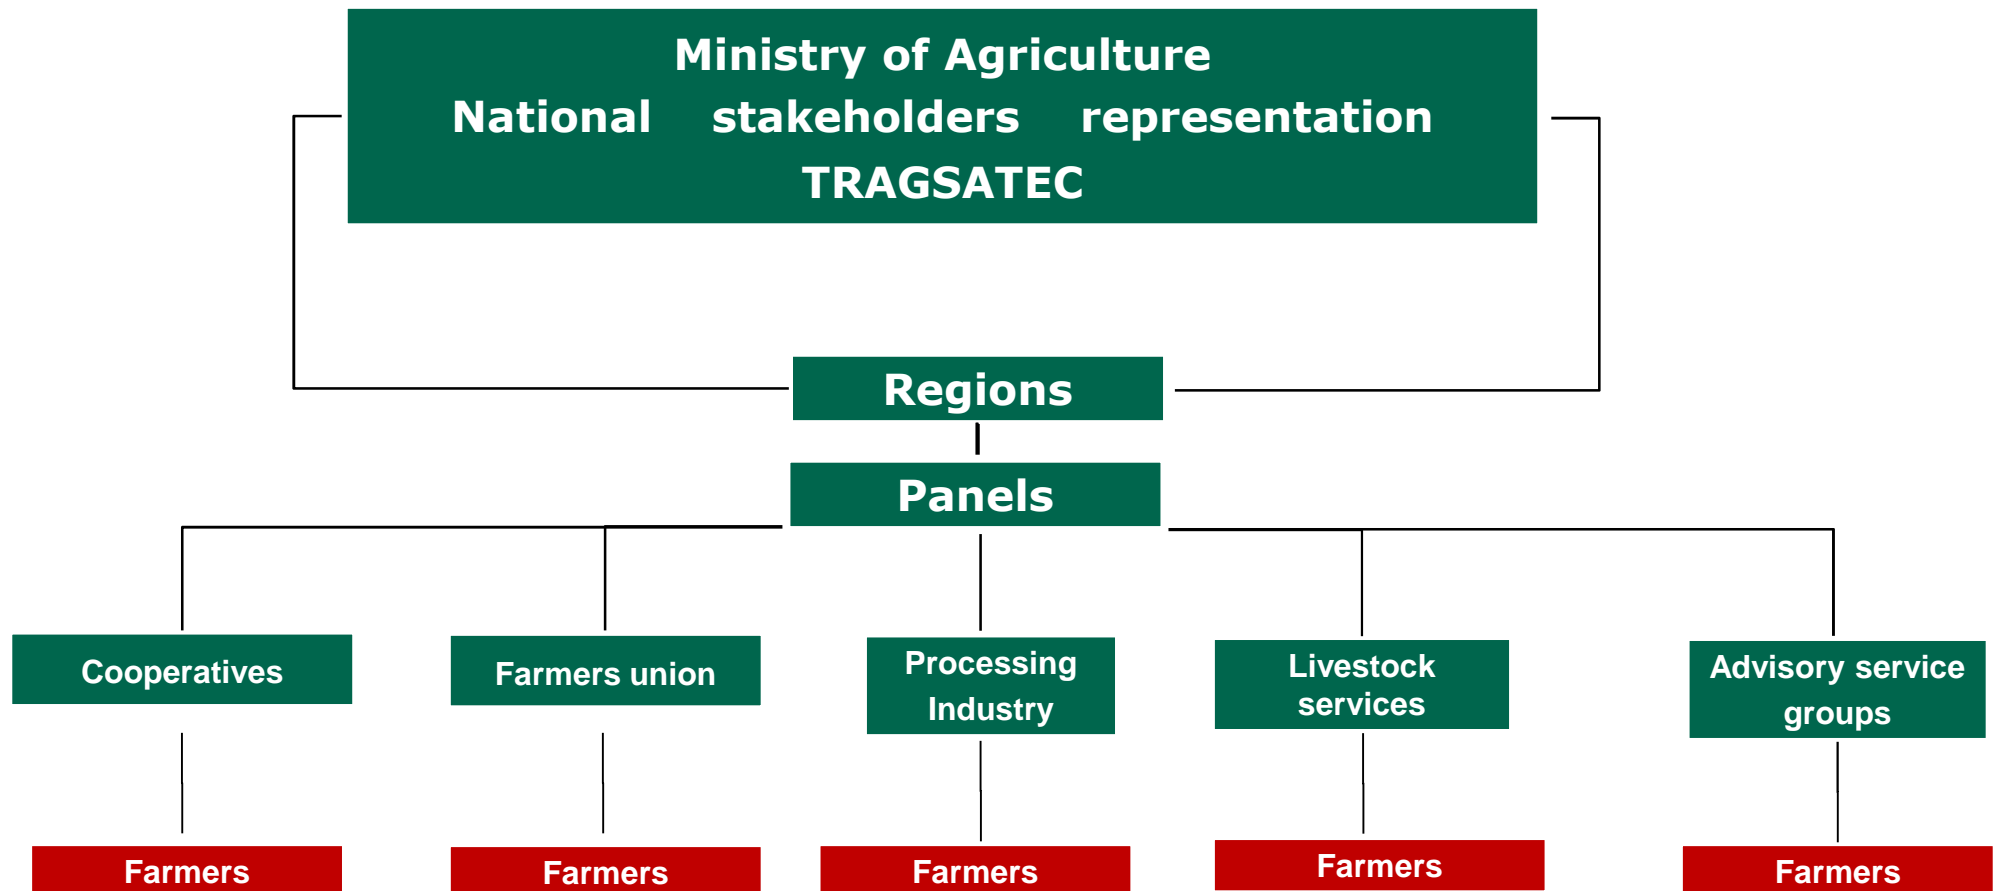 Ministry of Agriculture
National stakeholders representation
TRAGSATEC
Regions
Panels
Cooperatives
Farmers union
Processing
Industry
Livestock
services
Advisory service
groups
Farmers
Farmers
Farmers
Farmers
Farmers